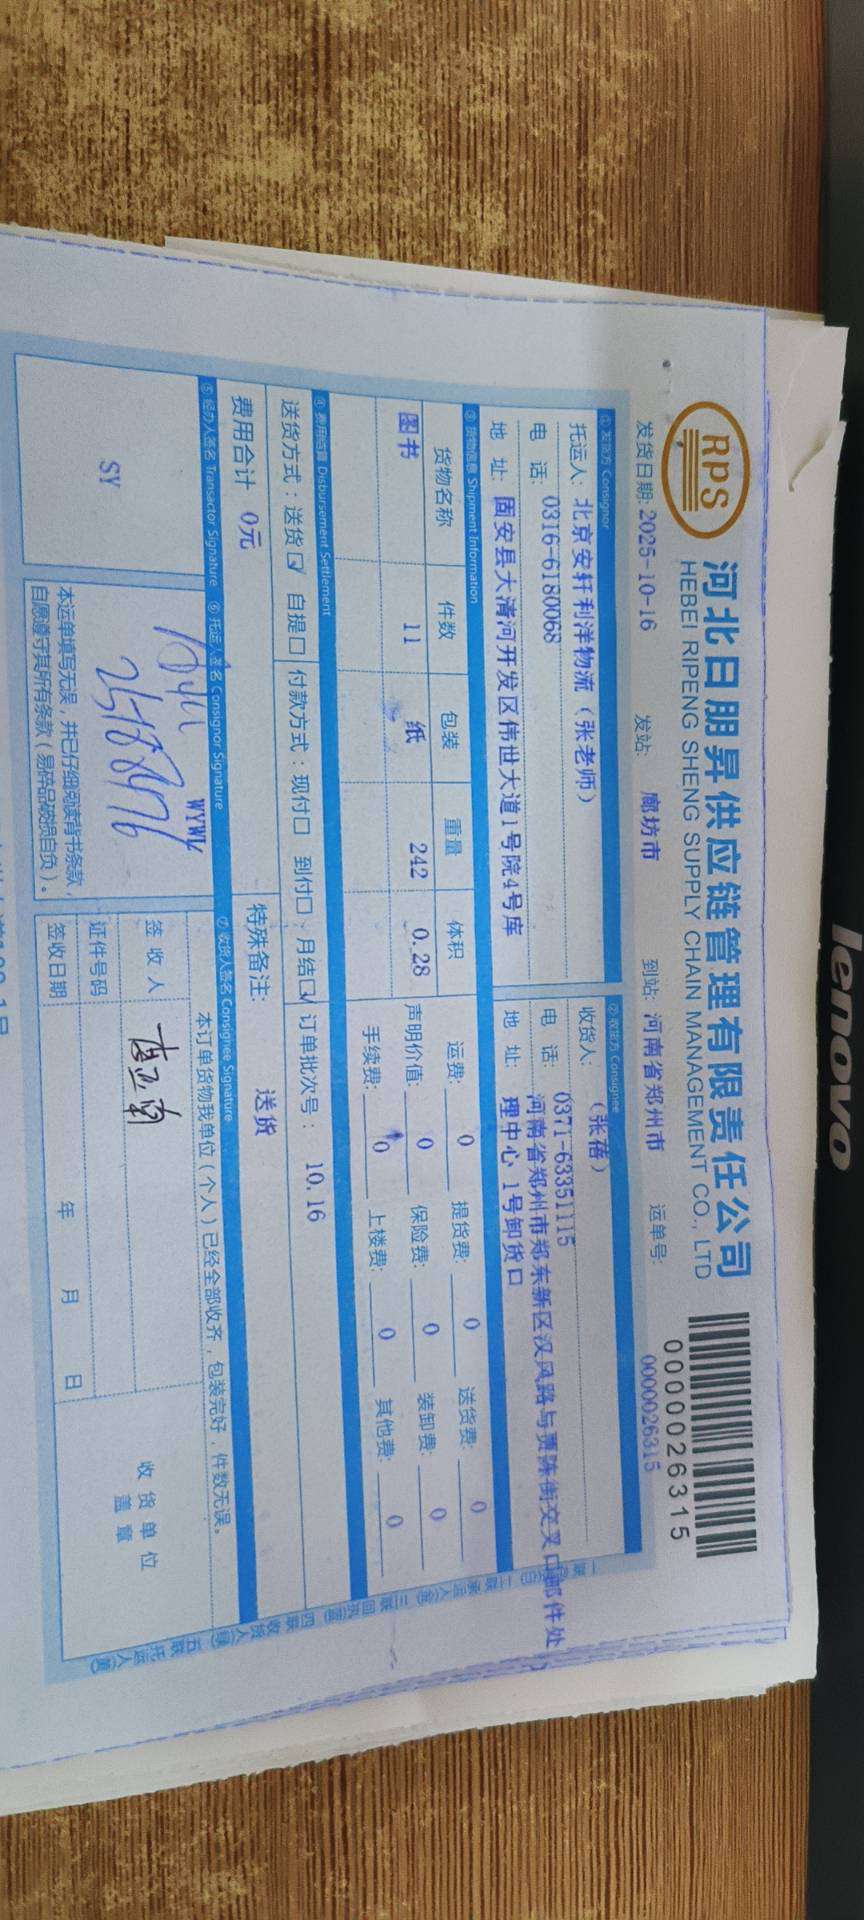 RPS
河北日朋昇供应链管理有限责任公司
HEBEI RIPENG SHENG SUPPLY CHAIN MANAGEMENT CO., LTD
0000026315
发货日期: 2025-10-16 发站: 廊坊市 到站: 河南省郑州市 运单号: 0000026315
① 发货方 Consignor
托运人: 北京安轩利洋物流（张老师）
电 话: 0316-6180068
地 址: 固安县大清河开发区伟世大道1号院4号库
② 收货方 Consignee
收货人: （张蓓）
电 话: 0371-63351115
地 址: 河南省郑州市郑东新区汉风路与贾陈街交叉口邮件处
理中心 1号卸货口
③ 货物信息 Shipment Information
货物名称 件数 包装 重量 体积
图书 11 纸 242 0.28
运费: 0 提货费: 0 送货费: 0
声明价值: 0 保险费: 0 装卸费: 0
手续费: 0 上楼费: 0 其他费: 0
④ 费用结算 Disbursement Settlement
送货方式：送货☑ 自提□ 付款方式：现付□ 到付□ 月结☑ 订单批次号： 10.16
费用合计 0元 特殊备注: 送货
⑤ 经办人签名 Transactor Signature
SY
⑥ 托运人签名 Consignor Signature
WYWL
本运单填写无误，并已仔细阅读背书条款，
自愿遵守其所有条款（易碎品破损自负）。
⑦ 收货人签名 Consignee Signature
本订单货物我单位（个人）已经全部收齐，包装完好，件数无误。
签 收 人
证件号码
签收日期 年 月 日
收 货 单 位
盖 章
lenovo